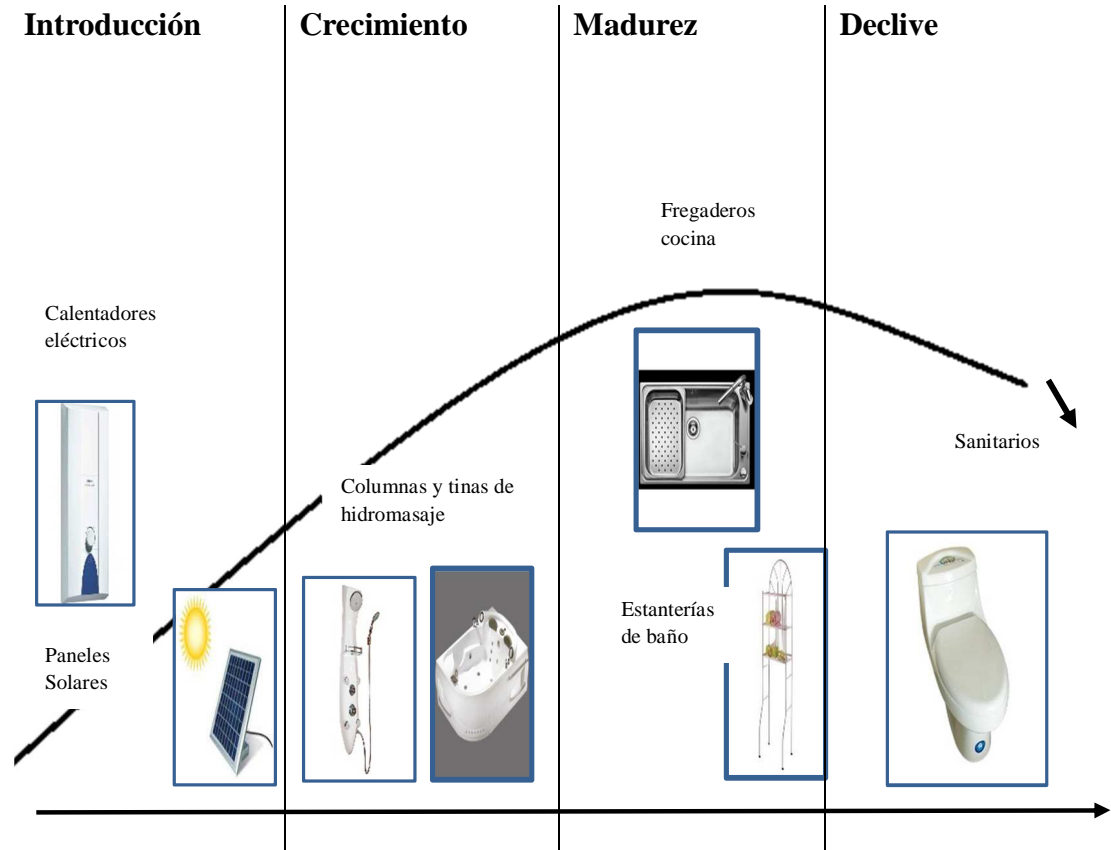 Introducción
Crecimiento
Madurez
Declive
Fregaderos
cocina
Calentadores
eléctricos
Sanitarios
Columnas y tinas de
hidromasaje
Estanterías
de baño
Paneles
Solares